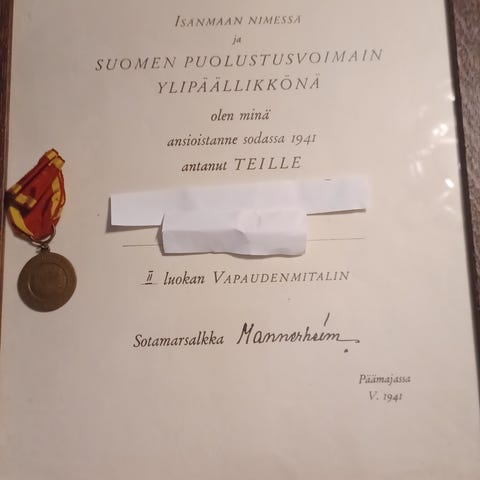 ISÄNMAAN NIMESSÄ
ja
SUOMEN PUOLUSTUSVOIMAIN
YLIPÄÄLLIKKÖNÄ
olen minä
ansioistanne sodassa 1941
antanut TEILLE
II luokan VAPAUDENMITALIN
Sotamarsalkka Mannerheim.
Päämajassa
V. 1941